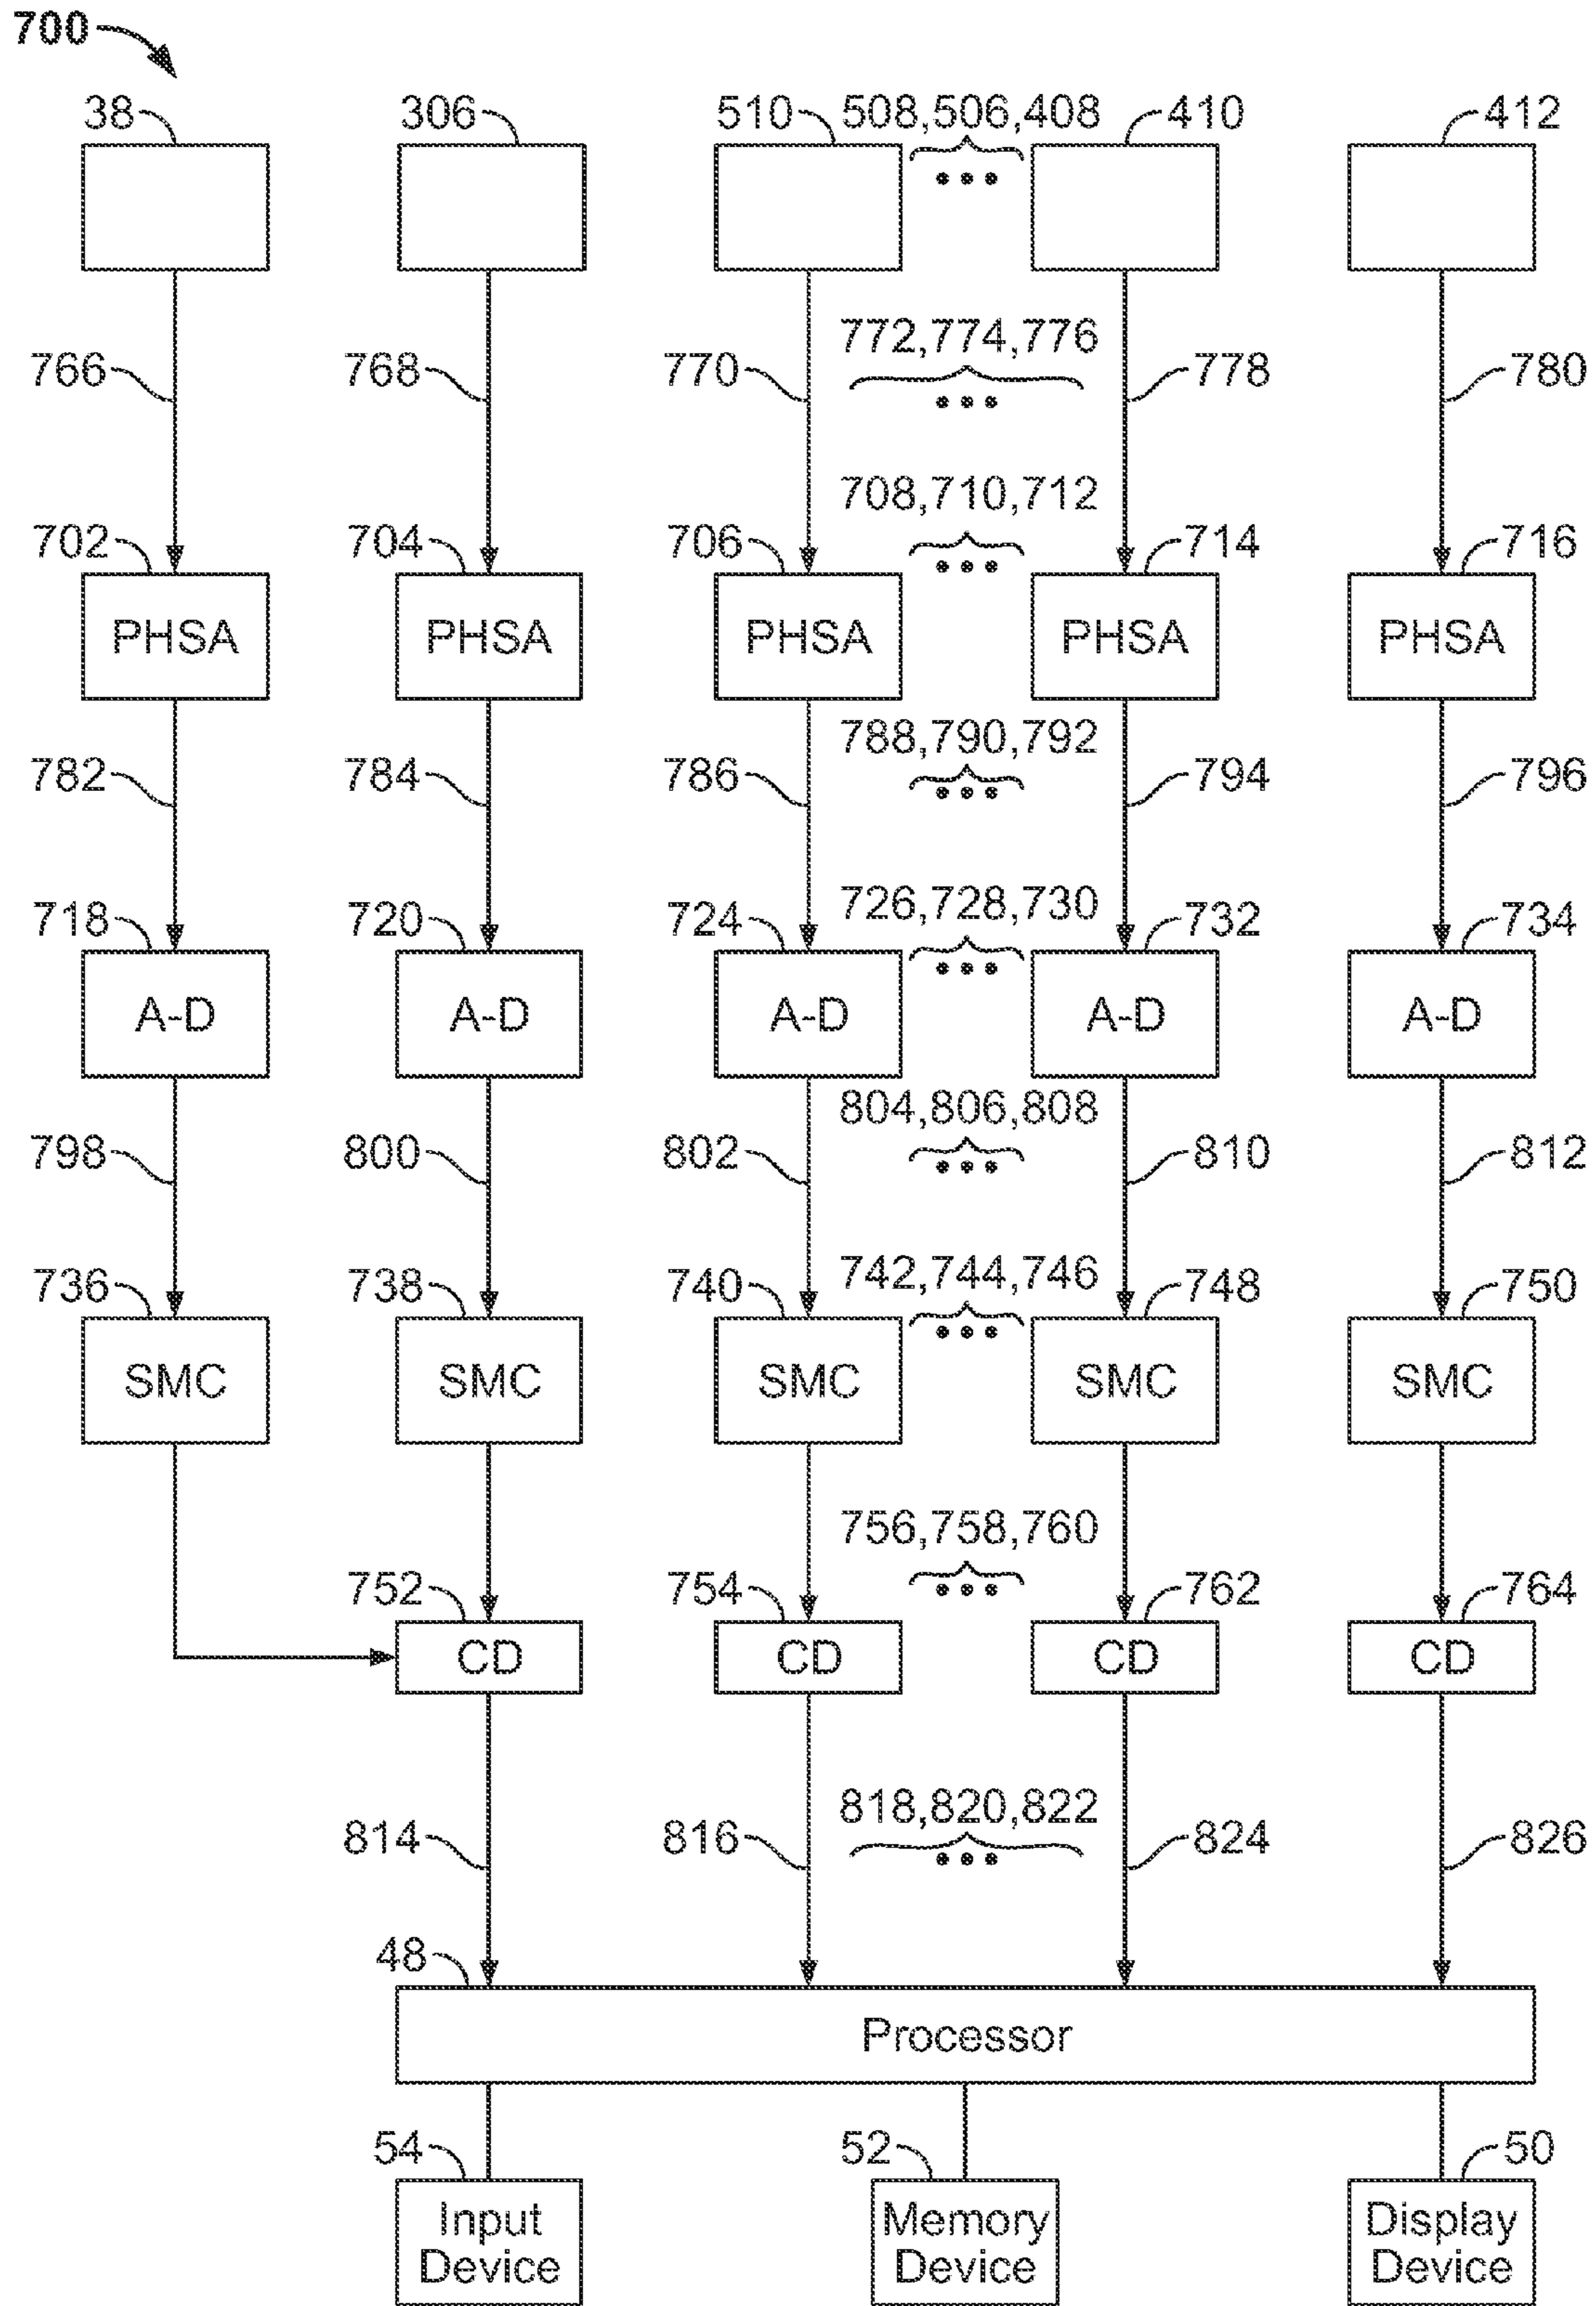 700
38 306 510 508,506,408 410 412
772,774,776
766 768 770 778 780
708,710,712
702 704 706 714 716
PHSA PHSA PHSA PHSA PHSA
788,790,792
782 784 786 794 796
726,728,730
718 720 724 732 734
A-D A-D A-D A-D A-D
804,806,808
798 800 802 810 812
742,744,746
736 738 740 748 750
SMC SMC SMC SMC SMC
756,758,760
752 754 762 764
CD CD CD CD
818,820,822
814 816 824 826
48
Processor
54 52 50
Input Memory Display
Device Device Device